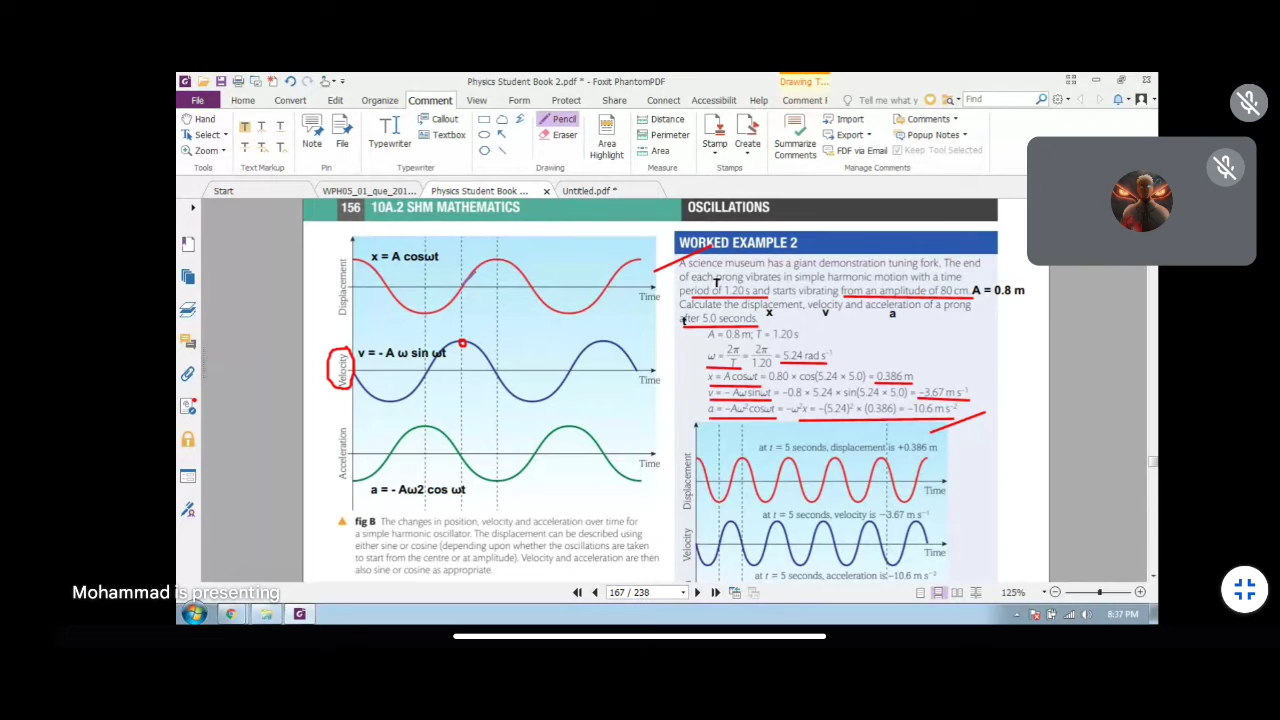 Physics Student Book 2.pdf * - Foxit PhantomPDF
Drawing T...
File Home Convert Edit Organize Comment View Form Protect Share Connect Accessibilit Help Comment F Tell me what y Find
Hand
Select
Zoom
Tools
Text Markup
Note
File
Pin
Typewriter
Callout
Textbox
Typewriter
Pencil
Eraser
Drawing
Area Highlight
Distance
Perimeter
Area
Measure
Stamp
Create
Stamps
Summarize Comments
Import
Export
FDF via Email
Comments
Popup Notes
Keep Tool Selected
Manage Comments
Start WPH05_01_que_201... Physics Student Book ... Untitled.pdf *
156 10A.2 SHM MATHEMATICS
OSCILLATIONS
x = A cosωt
Displacement
Time
v = - A ω sin ωt
Velocity
Time
Acceleration
Time
a = - Aω2 cos ωt
fig B The changes in position, velocity and acceleration over time for
a simple harmonic oscillator. The displacement can be described using
either sine or cosine (depending upon whether the oscillations are taken
to start from the centre or at amplitude). Velocity and acceleration are then
also sine or cosine as appropriate.
WORKED EXAMPLE 2
A science museum has a giant demonstration tuning fork. The end
of each prong vibrates in simple harmonic motion with a time
T
period of 1.20 s and starts vibrating from an amplitude of 80 cm. A = 0.8 m
Calculate the displacement, velocity and acceleration of a prong
x v a
t
after 5.0 seconds.
A = 0.8 m; T = 1.20 s
ω = 2π/T = 2π/1.20 = 5.24 rad s⁻¹
x = A cosωt = 0.80 × cos(5.24 × 5.0) = 0.386 m
v = −Aω sinωt = −0.8 × 5.24 × sin(5.24 × 5.0) = −3.67 m s⁻¹
a = −Aω² cosωt = −ω²x = −(5.24)² × (0.386) = −10.6 m s⁻²
at t = 5 seconds, displacement is +0.386 m
Displacement
Time
at t = 5 seconds, velocity is −3.67 m s⁻¹
Velocity
Time
at t = 5 seconds, acceleration is −10.6 m s⁻²
Mohammad is presenting
167 / 238
125%
8:37 PM